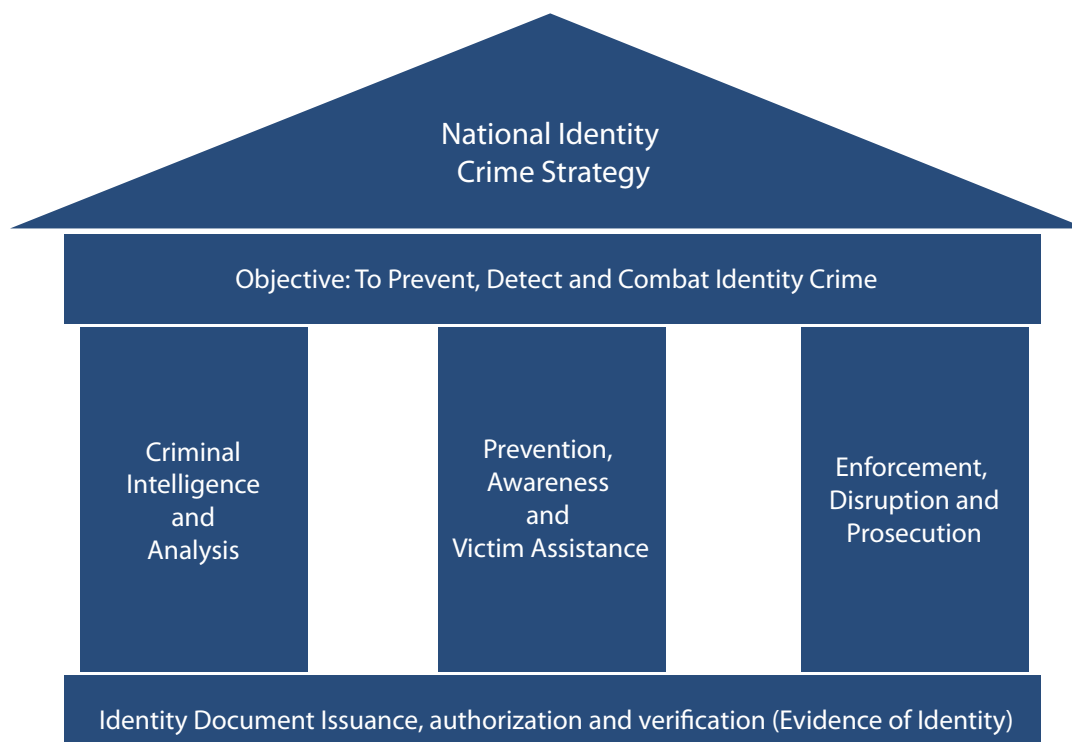 National Identity
Crime Strategy
Objective: To Prevent, Detect and Combat Identity Crime
Criminal
Intelligence
and
Analysis
Prevention,
Awareness
and
Victim Assistance
Enforcement,
Disruption and
Prosecution
Identity Document Issuance, authorization and verification (Evidence of Identity)